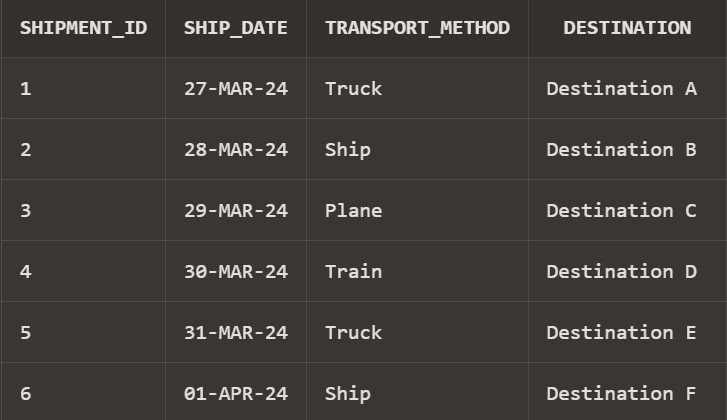 SHIPMENT_ID SHIP_DATE TRANSPORT_METHOD DESTINATION
1 27-MAR-24 Truck Destination A
2 28-MAR-24 Ship Destination B
3 29-MAR-24 Plane Destination C
4 30-MAR-24 Train Destination D
5 31-MAR-24 Truck Destination E
6 01-APR-24 Ship Destination F